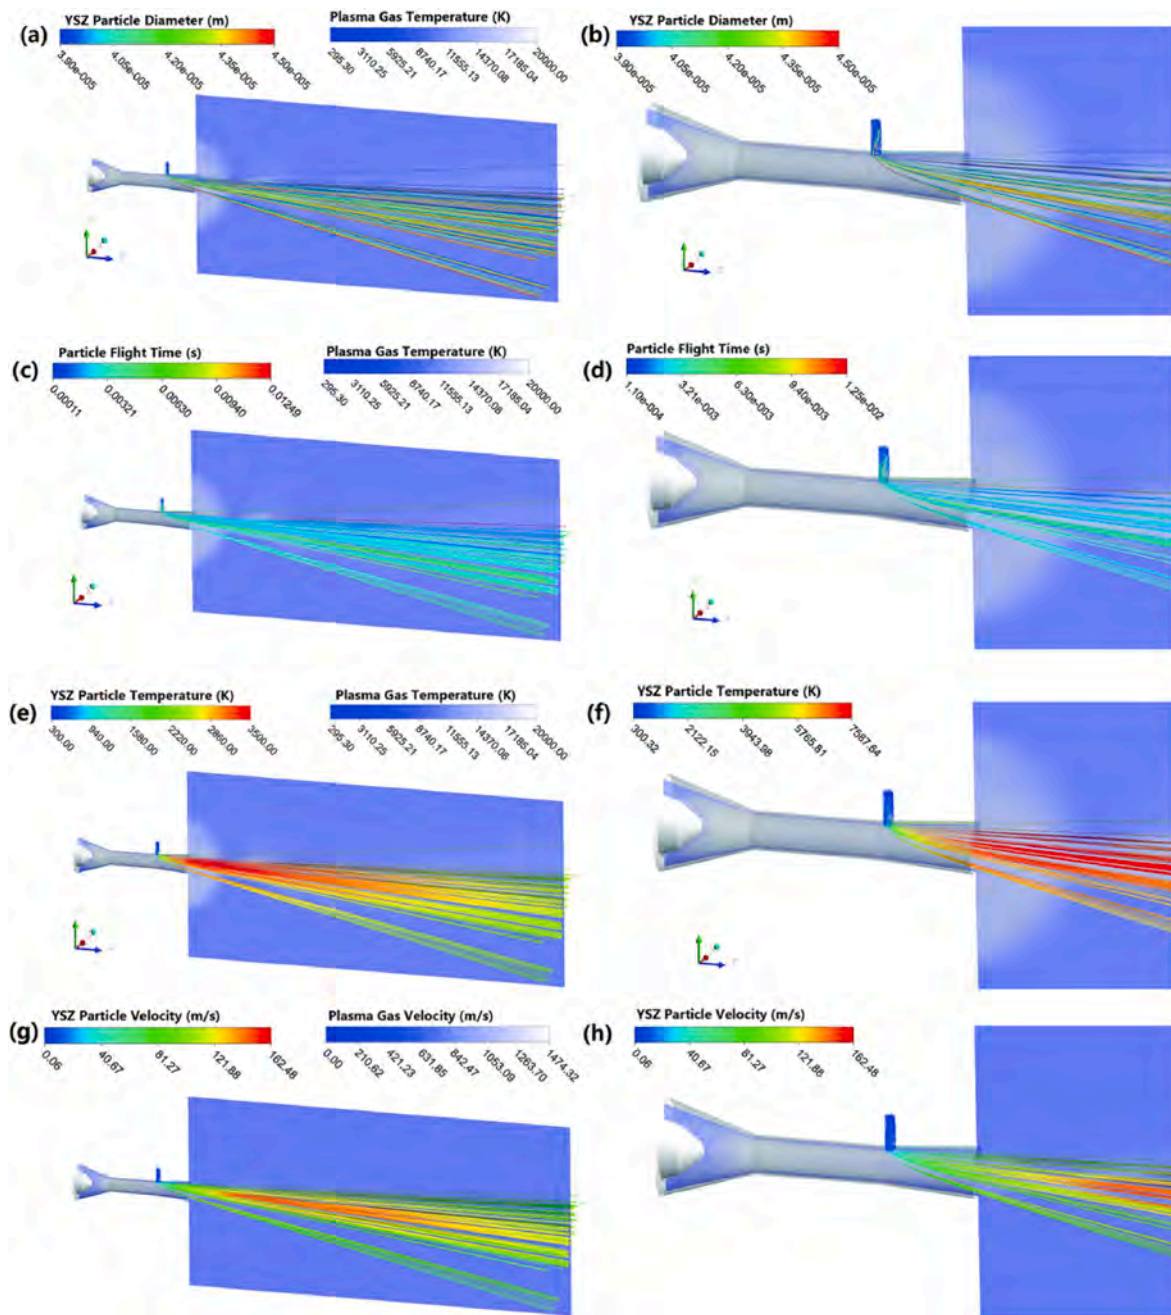 (a) YSZ Particle Diameter (m) Plasma Gas Temperature (K)
3.90e-005 4.05e-005 4.20e-005 4.35e-005 4.50e-005 295.30 3110.25 5925.21 8740.17 11555.13 14370.08 17185.04 20000.00
(b) YSZ Particle Diameter (m)
3.90e-005 4.05e-005 4.20e-005 4.35e-005 4.50e-005
(c) Particle Flight Time (s) Plasma Gas Temperature (K)
0.00011 0.00321 0.00630 0.00940 0.01249 295.30 3110.25 5925.21 8740.17 11555.13 14370.08 17185.04 20000.00
(d) Particle Flight Time (s)
1.10e-004 3.21e-003 6.30e-003 9.40e-003 1.25e-002
(e) YSZ Particle Temperature (K) Plasma Gas Temperature (K)
300.00 940.00 1580.00 2220.00 2860.00 3500.00 295.30 3110.25 5925.21 8740.17 11555.13 14370.08 17185.04 20000.00
(f) YSZ Particle Temperature (K)
300.32 2122.15 3943.98 5765.81 7587.64
(g) YSZ Particle Velocity (m/s) Plasma Gas Velocity (m/s)
0.06 40.67 81.27 121.88 162.48 0.00 210.62 421.23 631.85 842.47 1053.09 1263.70 1474.32
(h) YSZ Particle Velocity (m/s)
0.06 40.67 81.27 121.88 162.48